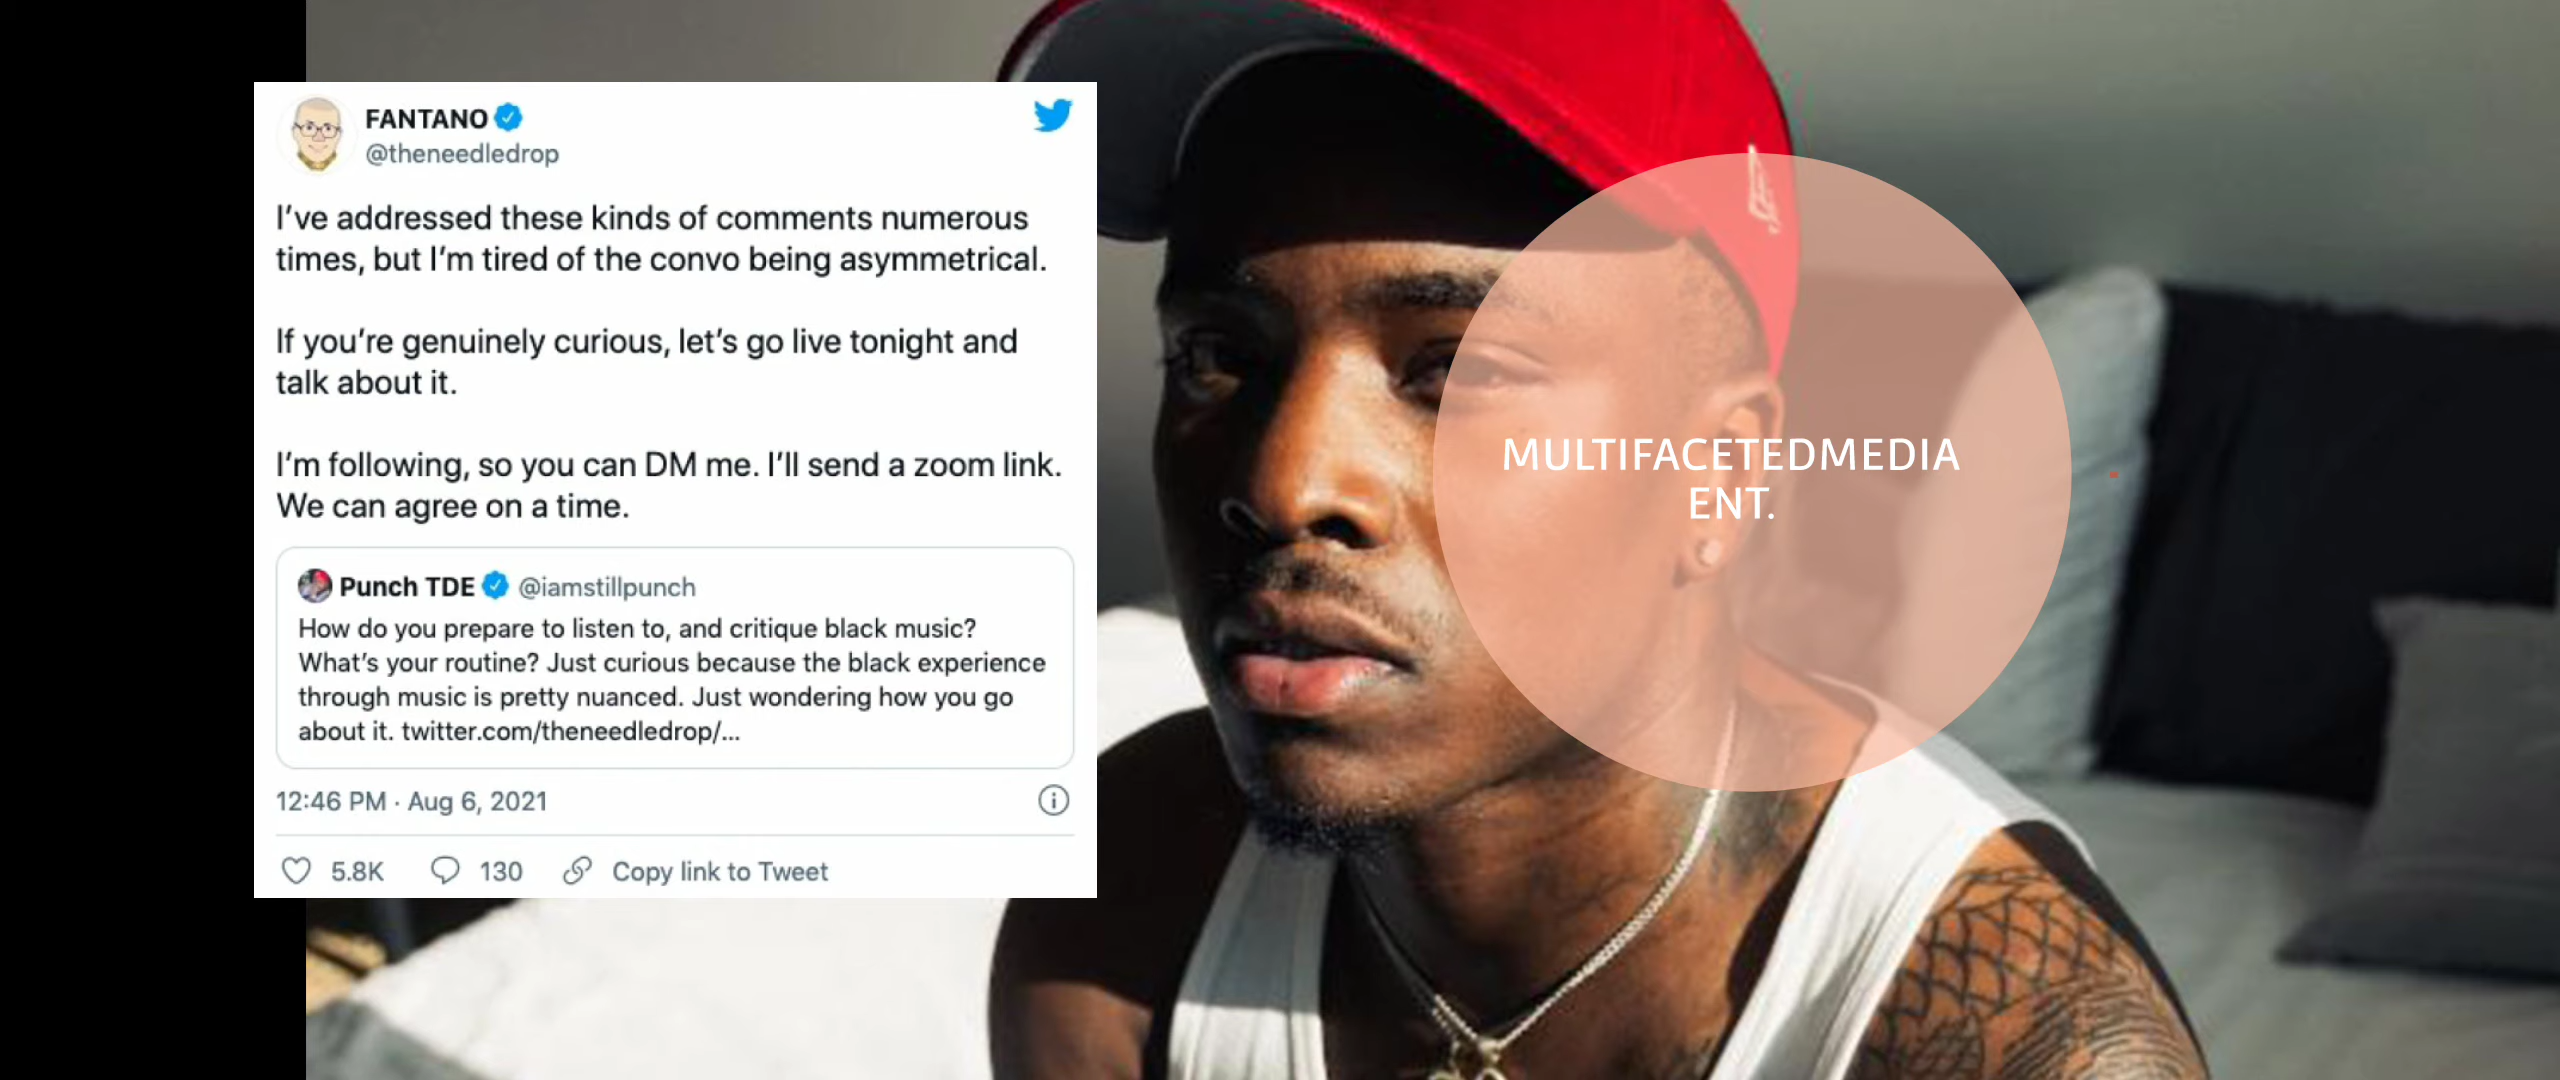 FANTANO
@theneedledrop
I've addressed these kinds of comments numerous
times, but I'm tired of the convo being asymmetrical.
If you're genuinely curious, let's go live tonight and
talk about it.
I'm following, so you can DM me. I'll send a zoom link.
We can agree on a time.
Punch TDE @iamstillpunch
How do you prepare to listen to, and critique black music?
What's your routine? Just curious because the black experience
through music is pretty nuanced. Just wondering how you go
about it. twitter.com/theneedledrop/...
12:46 PM · Aug 6, 2021
5.8K 130 Copy link to Tweet
MULTIFACETEDMEDIA
ENT.